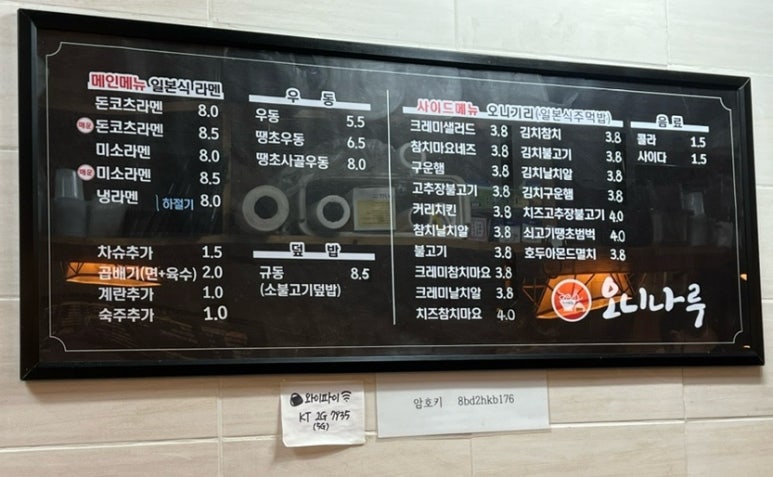 메인메뉴 일본식 라멘
돈코츠라멘 8.0
매운 돈코츠라멘 8.5
미소라멘 8.0
매운 미소라멘 8.5
냉라멘 하절기 8.0
차슈추가 1.5
곱배기(면+육수) 2.0
계란추가 1.0
숙주추가 1.0
우동
우동 5.5
땡초우동 6.5
땡초사골우동 8.0
덮밥
규동 8.5
(소불고기덮밥)
사이드메뉴 오니기리(일본식주먹밥)
크레미샐러드 3.8
참치마요네즈 3.8
구운햄 3.8
고추장불고기 3.8
커리치킨 3.8
참치날치알 3.8
불고기 3.8
크레미참치마요 3.8
크레미날치알 3.8
치즈참치마요 4.0
김치참치 3.8
김치불고기 3.8
김치날치알 3.8
김치구운햄 3.8
치즈고추장불고기 4.0
쇠고기땡초범벅 4.0
호두아몬드멸치 3.8
음료
콜라 1.5
사이다 1.5
오니나루
와이파이
KT 2G 7935
(5G)
암호키 8bd2hkb176